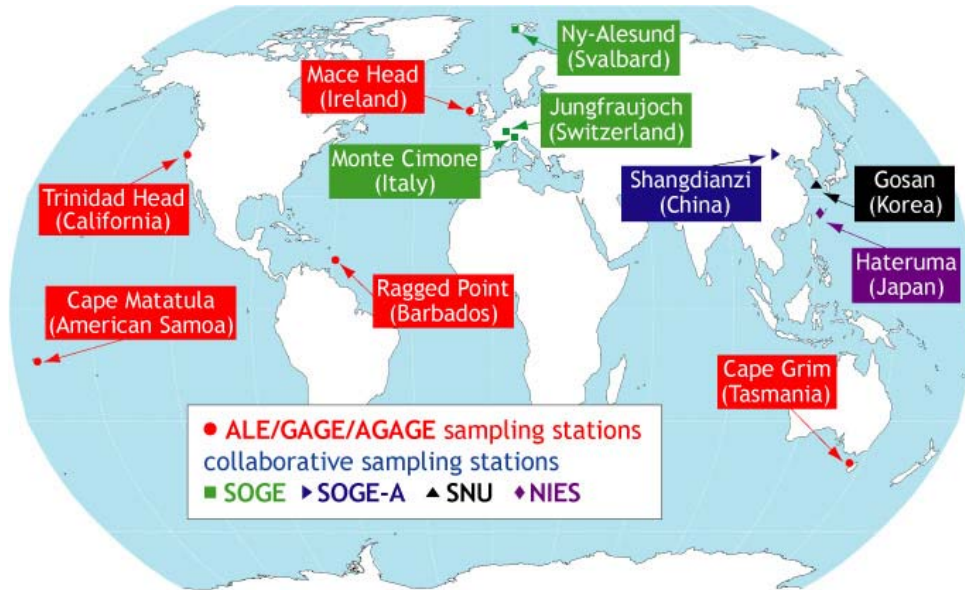 Ny-Alesund
(Svalbard)
Mace Head
(Ireland)
Jungfraujoch
(Switzerland)
Monte Cimone
(Italy)
Shangdianzi
(China)
Gosan
(Korea)
Trinidad Head
(California)
Hateruma
(Japan)
Cape Matatula
(American Samoa)
Ragged Point
(Barbados)
Cape Grim
(Tasmania)
ALE/GAGE/AGAGE sampling stations
collaborative sampling stations
SOGE SOGE-A SNU NIES